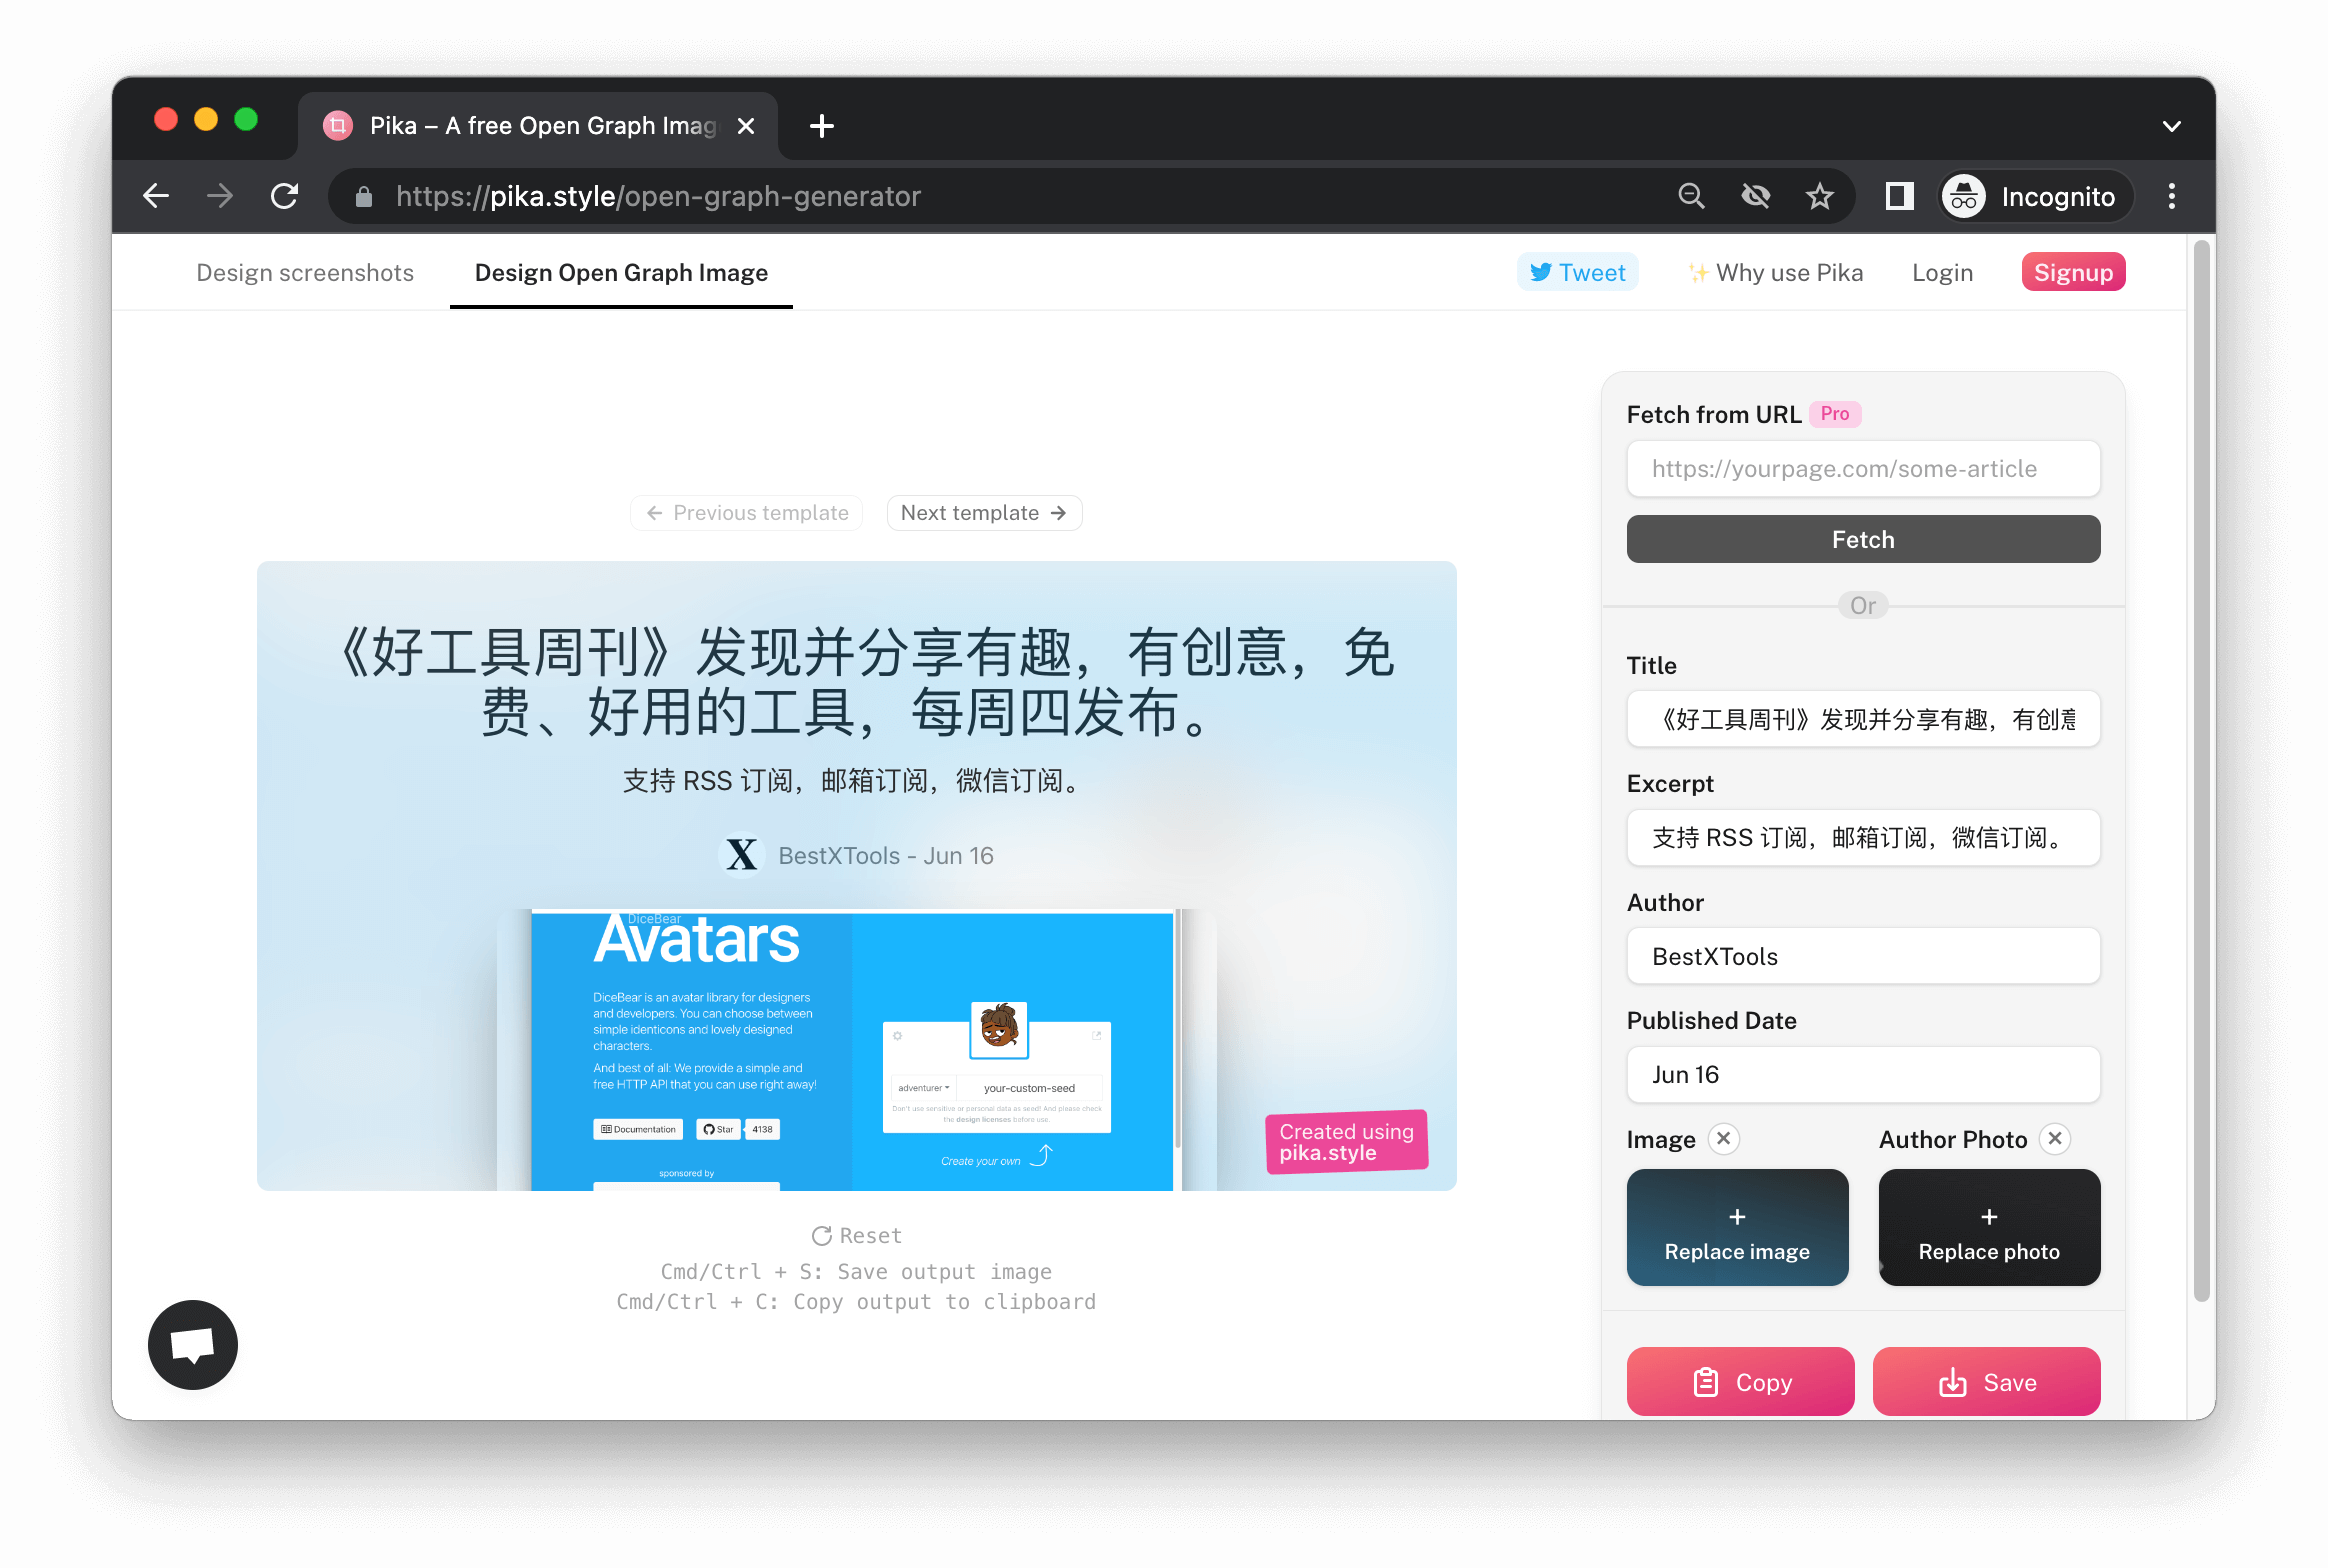 Pika – A free Open Graph Imag
https://pika.style/open-graph-generator
Incognito
Design screenshots
Design Open Graph Image
Tweet
✨ Why use Pika
Login
Signup
← Previous template
Next template →
《好工具周刊》发现并分享有趣，有创意，免
费、好用的工具，每周四发布。
支持 RSS 订阅，邮箱订阅，微信订阅。
X
BestXTools - Jun 16
DiceBear
Avatars
DiceBear is an avatar library for designers
and developers. You can choose between
simple identicons and lovely designed
characters.
And best of all: We provide a simple and
free HTTP API that you can use right away!
Documentation
Star
4138
sponsored by
adventurer
your-custom-seed
Don't use sensitive or personal data as seed! And please check
the design licenses before use.
Create your own
Created using
pika.style
Reset
Cmd/Ctrl + S: Save output image
Cmd/Ctrl + C: Copy output to clipboard
Fetch from URL
Pro
https://yourpage.com/some-article
Fetch
Or
Title
《好工具周刊》发现并分享有趣，有创意
Excerpt
支持 RSS 订阅，邮箱订阅，微信订阅。
Author
BestXTools
Published Date
Jun 16
Image
Author Photo
+
Replace image
+
Replace photo
Copy
Save